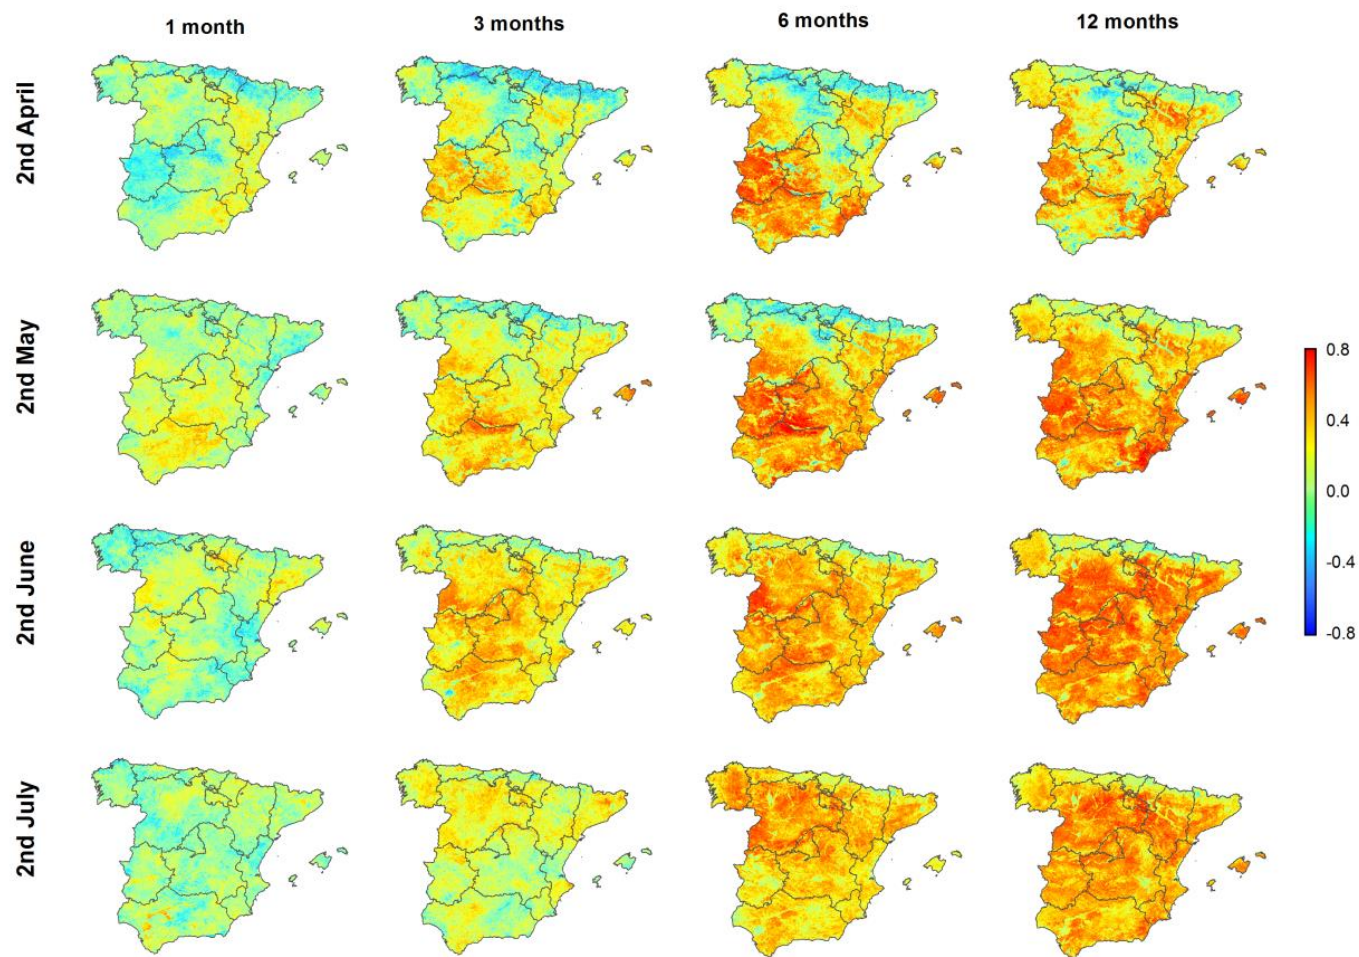 1 month
3 months
6 months
12 months
2nd April
2nd May
2nd June
2nd July
0.8
0.4
0.0
-0.4
-0.8